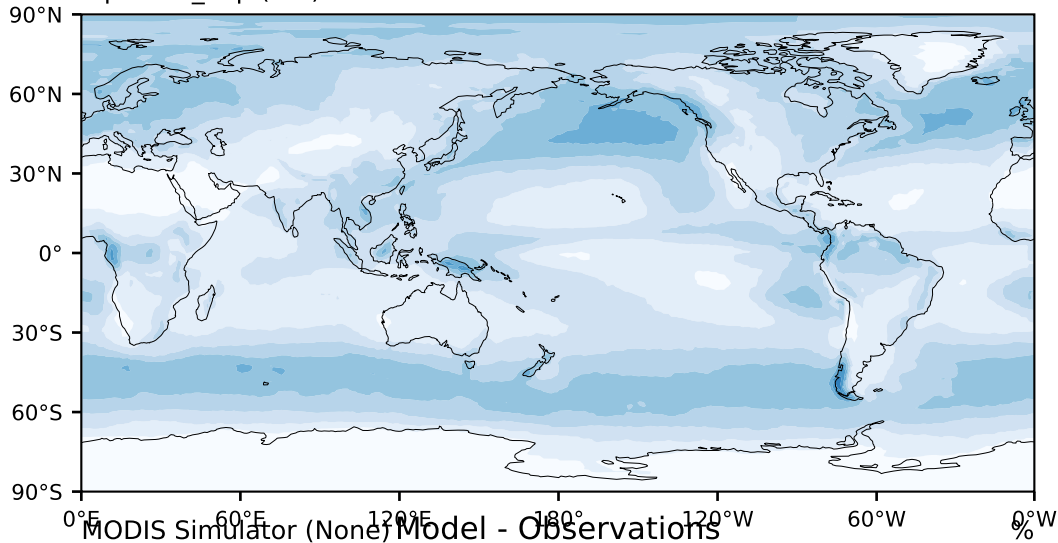 90°N
60°N
30°N
0°
30°S
60°S
90°S
0°E 60°E 120°E 180° 120°W 60°W 0°W
MODIS Simulator (None) Model - Observations %